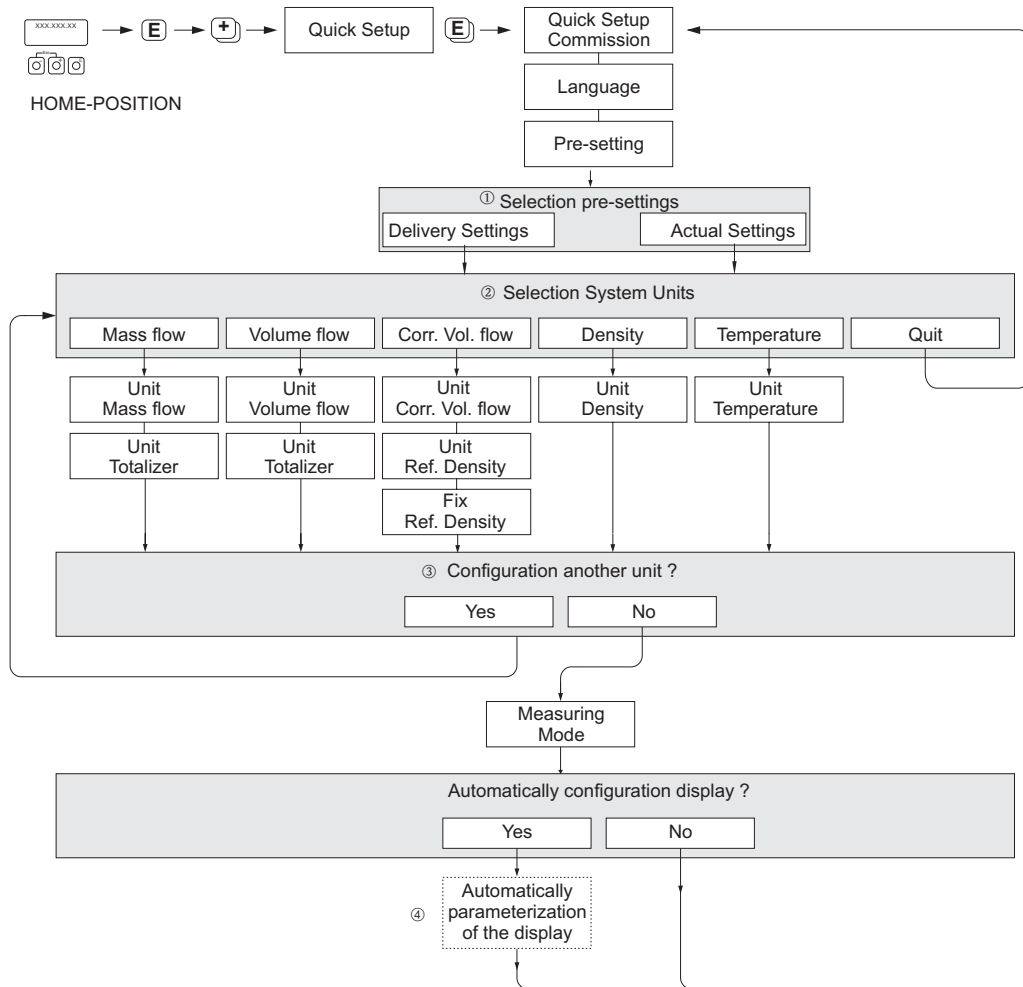 XXX.XXX.XX
Esc
E
+
Quick Setup
E
Quick Setup
Commission
HOME-POSITION
Language
Pre-setting
① Selection pre-settings
Delivery Settings
Actual Settings
② Selection System Units
Mass flow
Volume flow
Corr. Vol. flow
Density
Temperature
Quit
Unit
Mass flow
Unit
Volume flow
Unit
Corr. Vol. flow
Unit
Density
Unit
Temperature
Unit
Totalizer
Unit
Totalizer
Unit
Ref. Density
Fix
Ref. Density
③ Configuration another unit ?
Yes
No
Measuring
Mode
Automatically configuration display ?
Yes
No
④
Automatically
parameterization
of the display